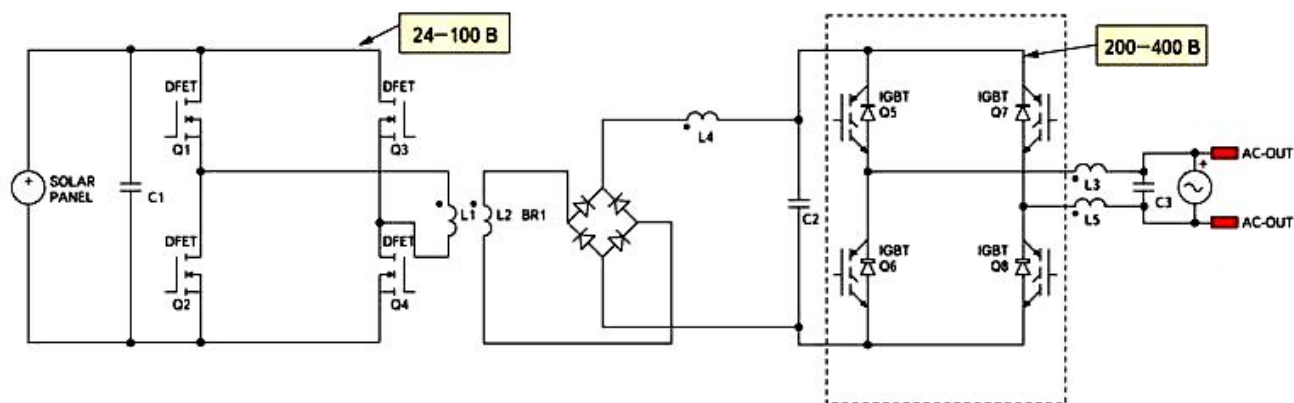 24–100 В
200–400 В
DFET
DFET
IGBT
Q5
IGBT
Q7
Q1
Q3
L4
AC-OUT
SOLAR
PANEL
C1
L3
C3
L1
L2
BR1
C2
L5
AC-OUT
DFET
DFET
IGBT
Q6
IGBT
Q8
Q2
Q4